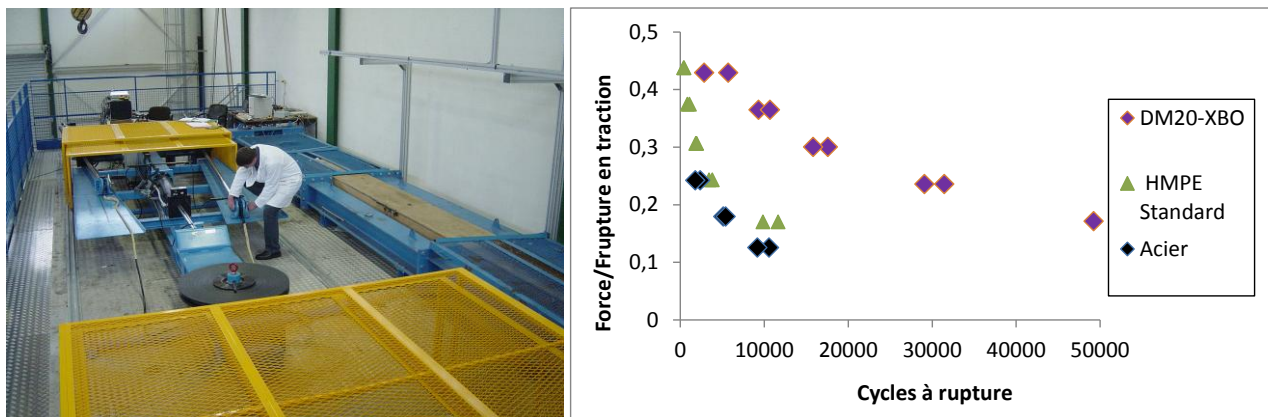 0,5
0,4
0,3
0,2
0,1
0
Force/Frupture en traction
0
10000
20000
30000
40000
50000
Cycles à rupture
DM20-XBO
HMPE
Standard
Acier